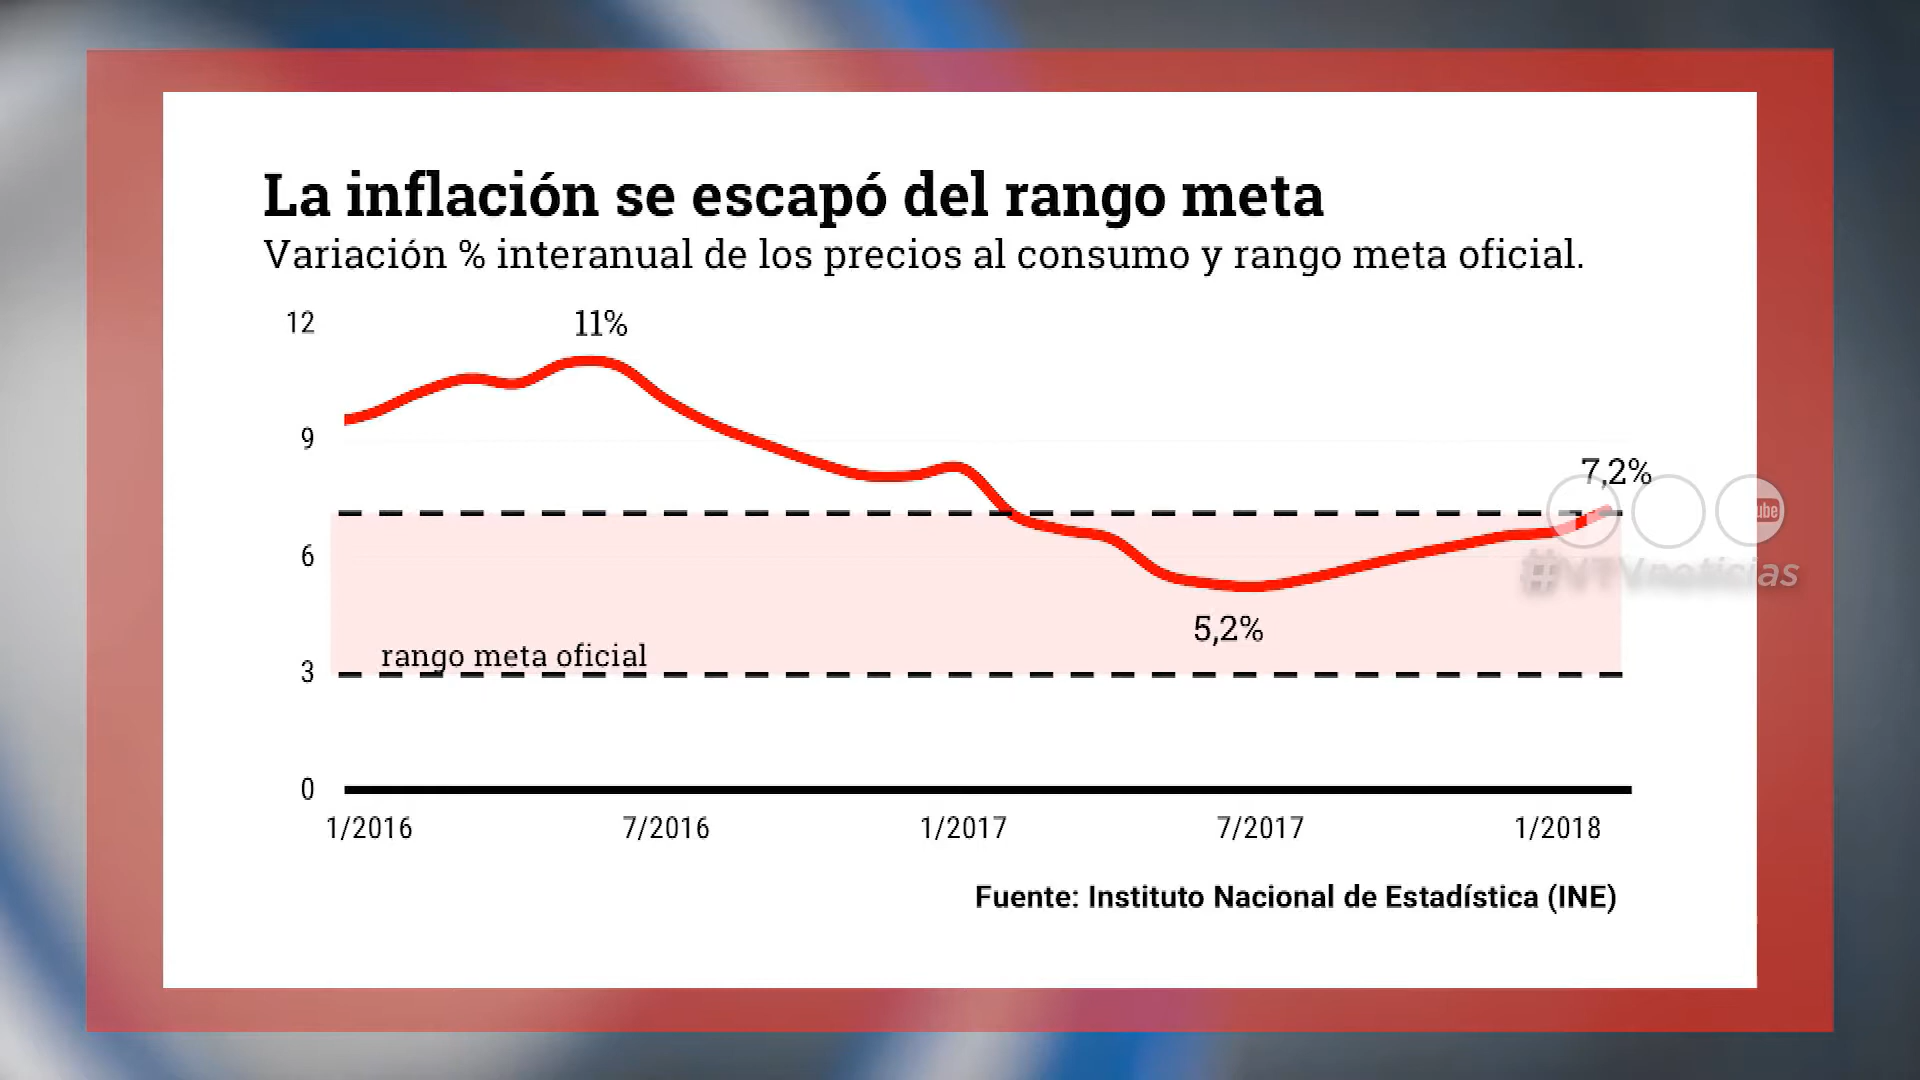 La inflación se escapó del rango meta
Variación % interanual de los precios al consumo y rango meta oficial.
12
11%
9
7,2%
6
5,2%
rango meta oficial
3
0
1/2016 7/2016 1/2017 7/2017 1/2018
Fuente: Instituto Nacional de Estadística (INE)
#NTVnoticias